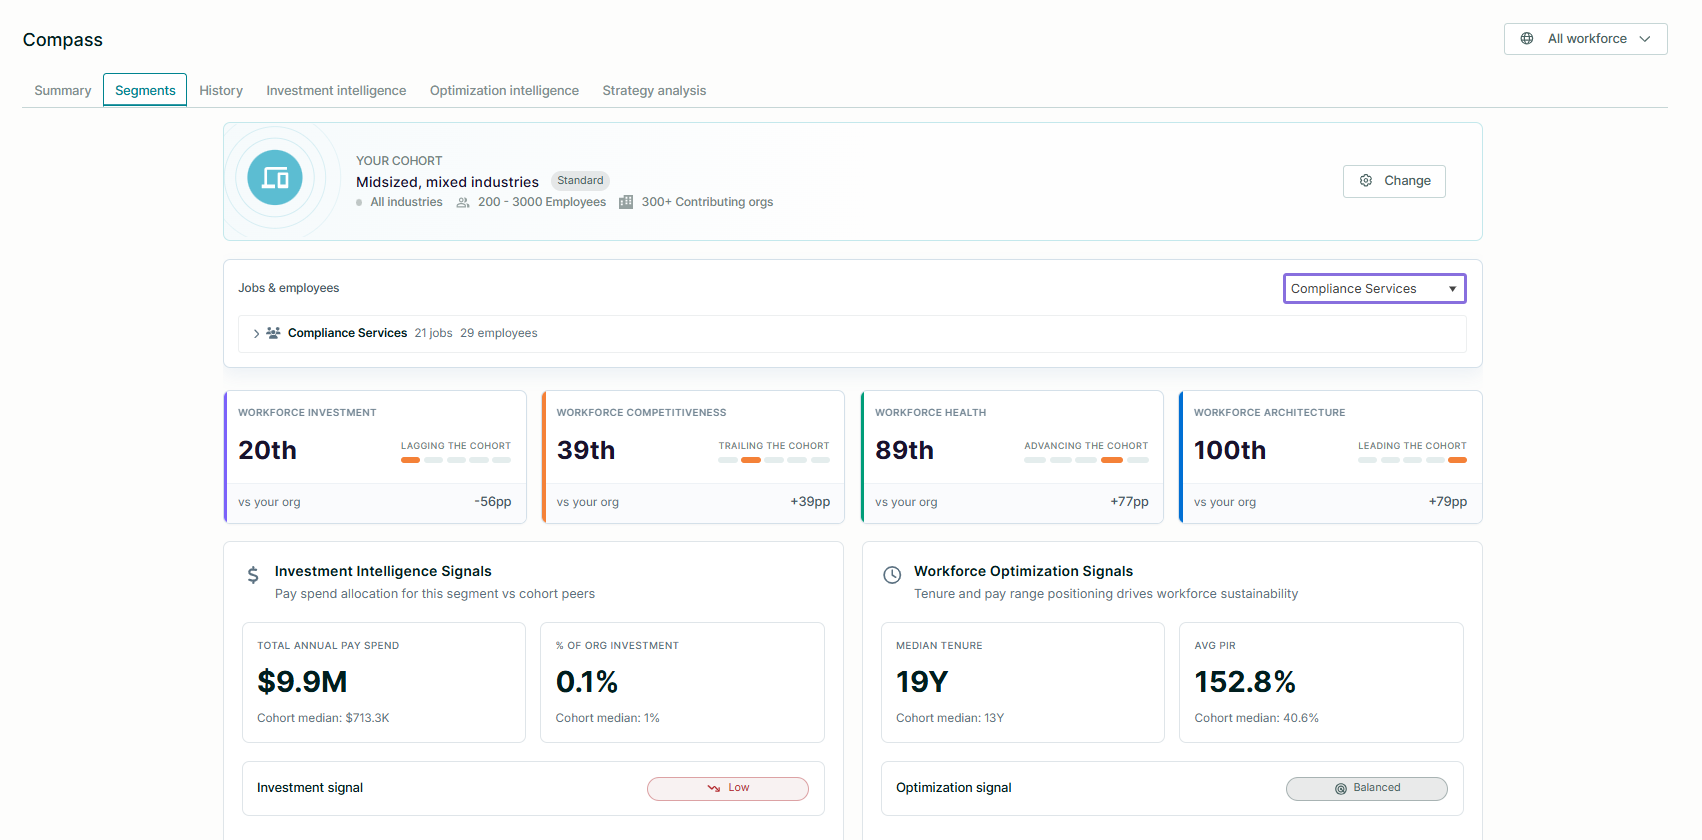 Compass
All workforce
Summary Segments History Investment intelligence Optimization intelligence Strategy analysis
YOUR COHORT
Midsized, mixed industries Standard
All industries 200 - 3000 Employees 300+ Contributing orgs
Change
Jobs & employees
Compliance Services
Compliance Services 21 jobs 29 employees
WORKFORCE INVESTMENT
20th
LAGGING THE COHORT
vs your org -56pp
WORKFORCE COMPETITIVENESS
39th
TRAILING THE COHORT
vs your org +39pp
WORKFORCE HEALTH
89th
ADVANCING THE COHORT
vs your org +77pp
WORKFORCE ARCHITECTURE
100th
LEADING THE COHORT
vs your org +79pp
Investment Intelligence Signals
Pay spend allocation for this segment vs cohort peers
TOTAL ANNUAL PAY SPEND
$9.9M
Cohort median: $713.3K
% OF ORG INVESTMENT
0.1%
Cohort median: 1%
Investment signal Low
Workforce Optimization Signals
Tenure and pay range positioning drives workforce sustainability
MEDIAN TENURE
19Y
Cohort median: 13Y
AVG PIR
152.8%
Cohort median: 40.6%
Optimization signal Balanced